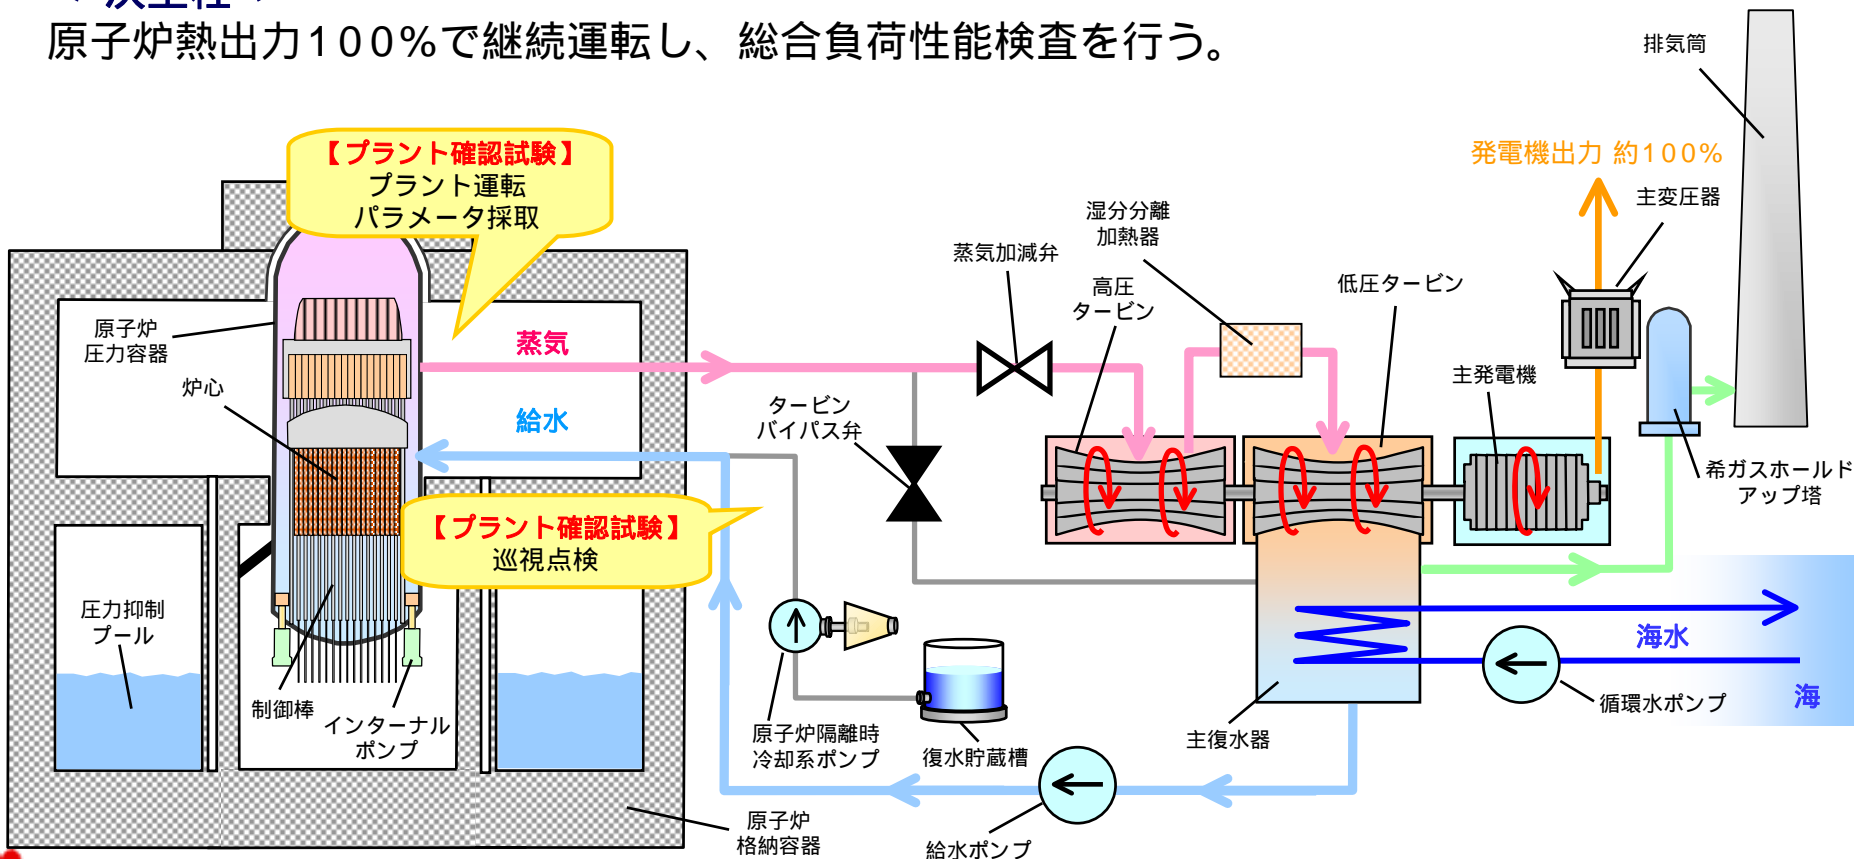 原子炉熱出力100%で継続運転し、総合負荷性能検査を行う。
排気筒
【プラント確認試験】
プラント運転
パラメータ採取
発電機出力 約100%
主変圧器
湿分分離
加熱器
蒸気加減弁
高圧
タービン
低圧タービン
原子炉
圧力容器
蒸気
炉心
主発電機
タービン
バイパス弁
給水
希ガスホールド
アップ塔
【プラント確認試験】
巡視点検
圧力抑制
プール
海水
海
制御棒
インターナル
ポンプ
原子炉隔離時
冷却系ポンプ
復水貯蔵槽
主復水器
循環水ポンプ
原子炉
格納容器
給水ポンプ